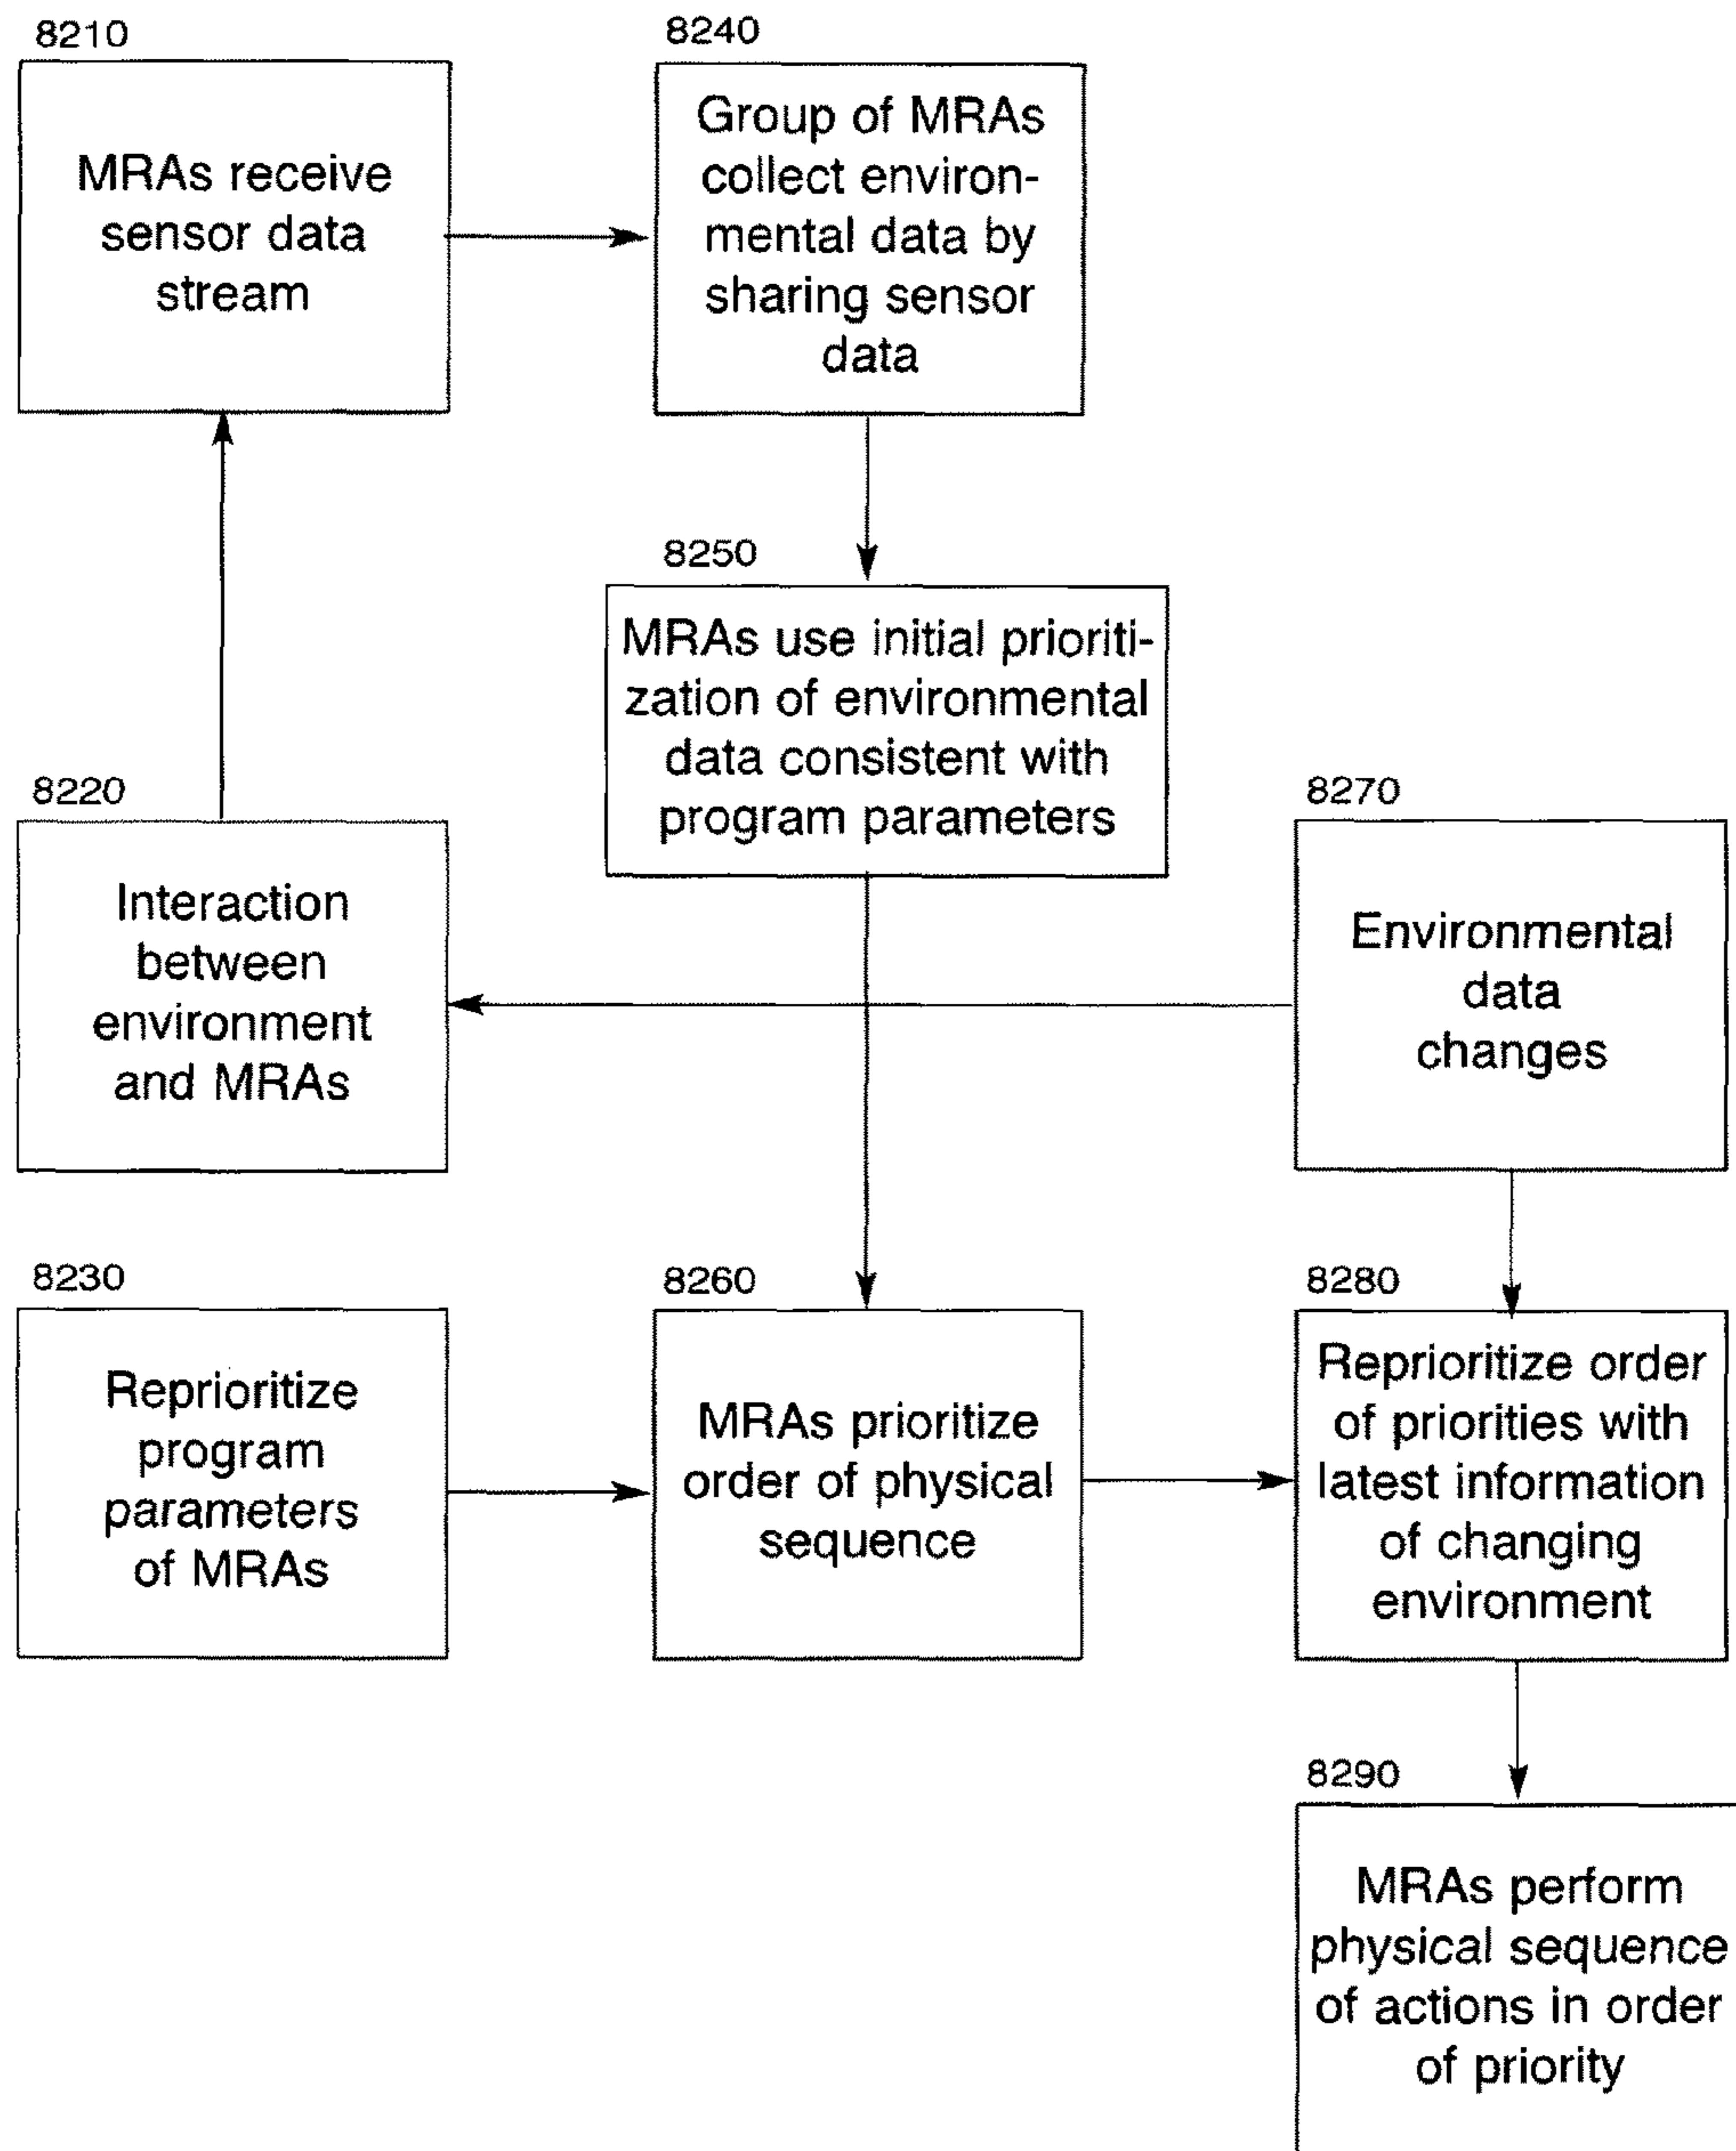 8210
MRAs receive
sensor data
stream
8240
Group of MRAs
collect environ-
mental data by
sharing sensor
data
8250
MRAs use initial prioriti-
zation of environmental
data consistent with
program parameters
8220
Interaction
between
environment
and MRAs
8270
Environmental
data
changes
8230
Reprioritize
program
parameters
of MRAs
8260
MRAs prioritize
order of physical
sequence
8280
Reprioritize order
of priorities with
latest information
of changing
environment
8290
MRAs perform
physical sequence
of actions in order
of priority